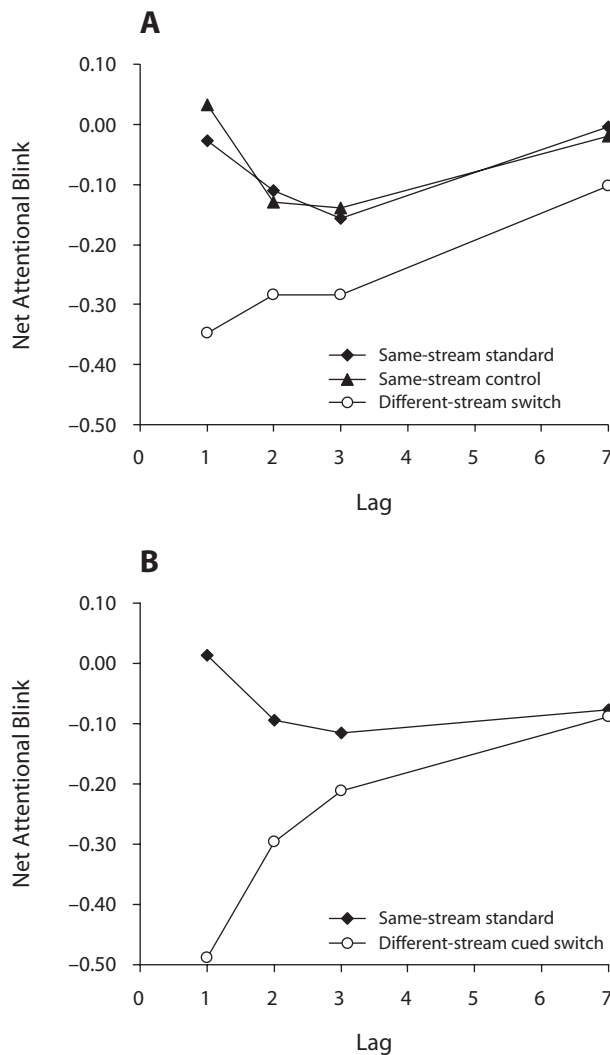 A
0.10
0.00
−0.10
−0.20
−0.30
−0.40
−0.50
Net Attentional Blink
Same-stream standard
Same-stream control
Different-stream switch
0 1 2 3 4 5 6 7
Lag
B
0.10
0.00
−0.10
−0.20
−0.30
−0.40
−0.50
Net Attentional Blink
Same-stream standard
Different-stream cued switch
0 1 2 3 4 5 6 7
Lag